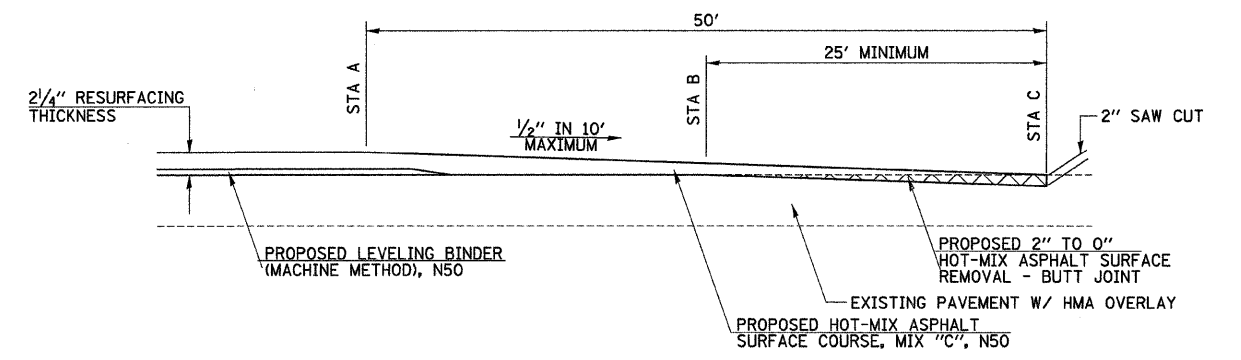 50'
25' MINIMUM
STA A
STA B
STA C
2 1/4" RESURFACING
THICKNESS
1/2" IN 10'
MAXIMUM
2" SAW CUT
PROPOSED LEVELING BINDER
(MACHINE METHOD), N50
PROPOSED 2" TO 0"
HOT-MIX ASPHALT SURFACE
REMOVAL - BUTT JOINT
EXISTING PAVEMENT W/ HMA OVERLAY
PROPOSED HOT-MIX ASPHALT
SURFACE COURSE, MIX "C", N50